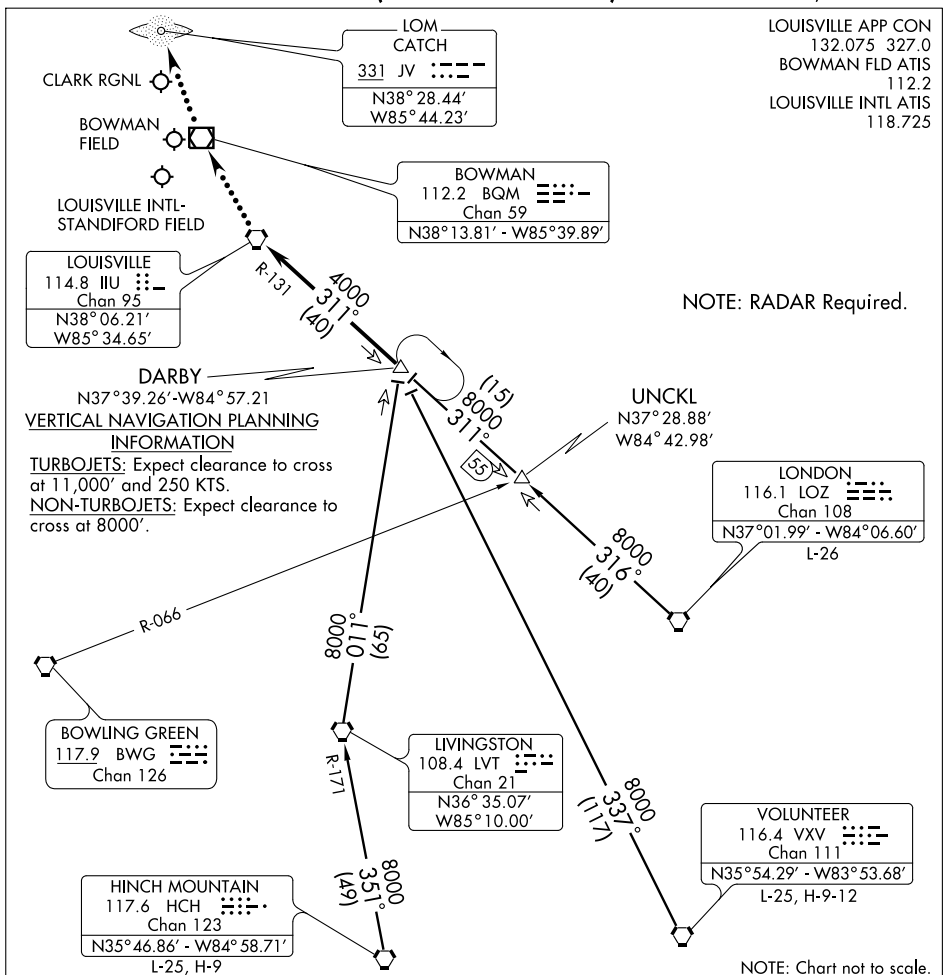 LOM
CATCH
331 JV
N38° 28.44′
W85° 44.23′
LOUISVILLE APP CON
132.075 327.0
BOWMAN FLD ATIS
112.2
LOUISVILLE INTL ATIS
118.725
CLARK RGNL
BOWMAN
FIELD
LOUISVILLE INTL-
STANDIFORD FIELD
BOWMAN
112.2 BQM
Chan 59
N38°13.81′ - W85°39.89′
LOUISVILLE
114.8 IIU
Chan 95
N38° 06.21′
W85° 34.65′
R-131
4000
311°
(40)
NOTE: RADAR Required.
DARBY
N37°39.26′-W84°57.21
VERTICAL NAVIGATION PLANNING
INFORMATION
TURBOJETS: Expect clearance to cross
at 11,000′ and 250 KTS.
NON-TURBOJETS: Expect clearance to
cross at 8000′.
(15)
8000
311°
55
UNCKL
N37°28.88′
W84°42.98′
LONDON
116.1 LOZ
Chan 108
N37°01.99′ - W84°06.60′
L-26
8000
316°
(40)
R-066
8000
011°
(65)
BOWLING GREEN
117.9 BWG
Chan 126
LIVINGSTON
108.4 LVT
Chan 21
N36° 35.07′
W85°10.00′
R-171
8000
337°
(117)
VOLUNTEER
116.4 VXV
Chan 111
N35°54.29′ - W83°53.68′
L-25, H-9-12
8000
351°
(49)
HINCH MOUNTAIN
117.6 HCH
Chan 123
N35°46.86′ - W84°58.71′
L-25, H-9
NOTE: Chart not to scale.